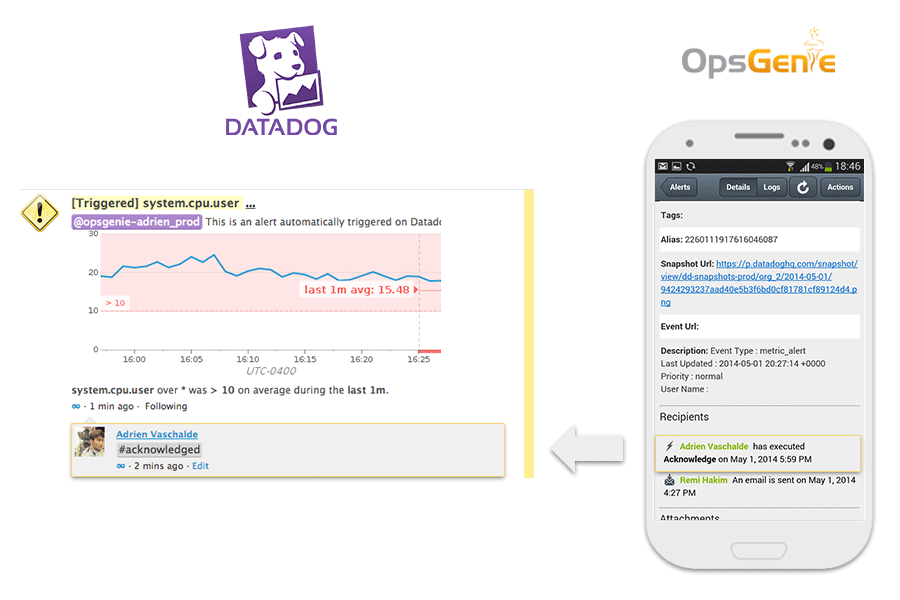 DATADOG
OpsGenie
[Triggered] system.cpu.user ...
@opsgenie-adrien_prod This is an alert automatically triggered on Datado
30
20
10
0
> 10
last 1m avg: 15.48
16:00 16:05 16:10 16:15 16:20 16:25
UTC-0400
system.cpu.user over * was > 10 on average during the last 1m.
∞ · 1 min ago · Following
Adrien Vaschalde
#acknowledged
∞ · 2 mins ago · Edit
48% 18:46
Alerts Details Logs Actions
Tags:
Alias: 2260111917616046087
Snapshot Url: https://p.datadoghq.com/snapshot/
view/dd-snapshots-prod/org_2/2014-05-01/
9424293237aad40e5b3f6bd0cf81781cf89124d4.p
ng
Event Url:
Description: Event Type : metric_alert
Last Updated : 2014-05-01 20:27:14 +0000
Priority : normal
User Name :
Recipients
Adrien Vaschalde has executed
Acknowledge on May 1, 2014 5:59 PM
Remi Hakim An email is sent on May 1, 2014
4:27 PM
Attachments